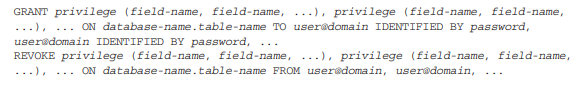 GRANT privilege (field-name, field-name, ...), privilege (field-name, field-name,
...), ... ON database-name.table-name TO user@domain IDENTIFIED BY password,
user@domain IDENTIFIED BY password, ...
REVOKE privilege (field-name, field-name, ...), privilege (field-name, field-name,
...), ... ON database-name.table-name FROM user@domain, user@domain, ...